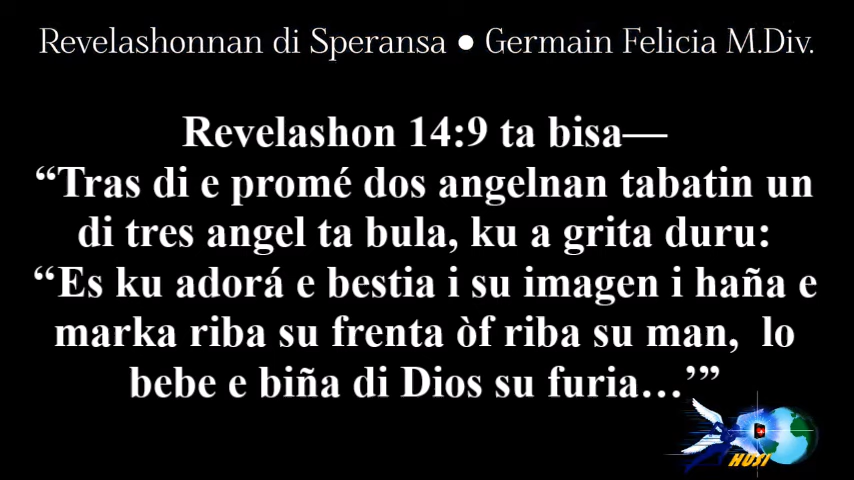 Revelashonnan di Speransa ● Germain Felicia M.Div.
Revelashon 14:9 ta bisa—
“Tras di e promé dos angelnan tabatin un
di tres angel ta bula, ku a grita duru:
“Es ku adorá e bestia i su imagen i haña e
marka riba su frenta òf riba su man, lo
bebe e biña di Dios su furia…’”
HUSI